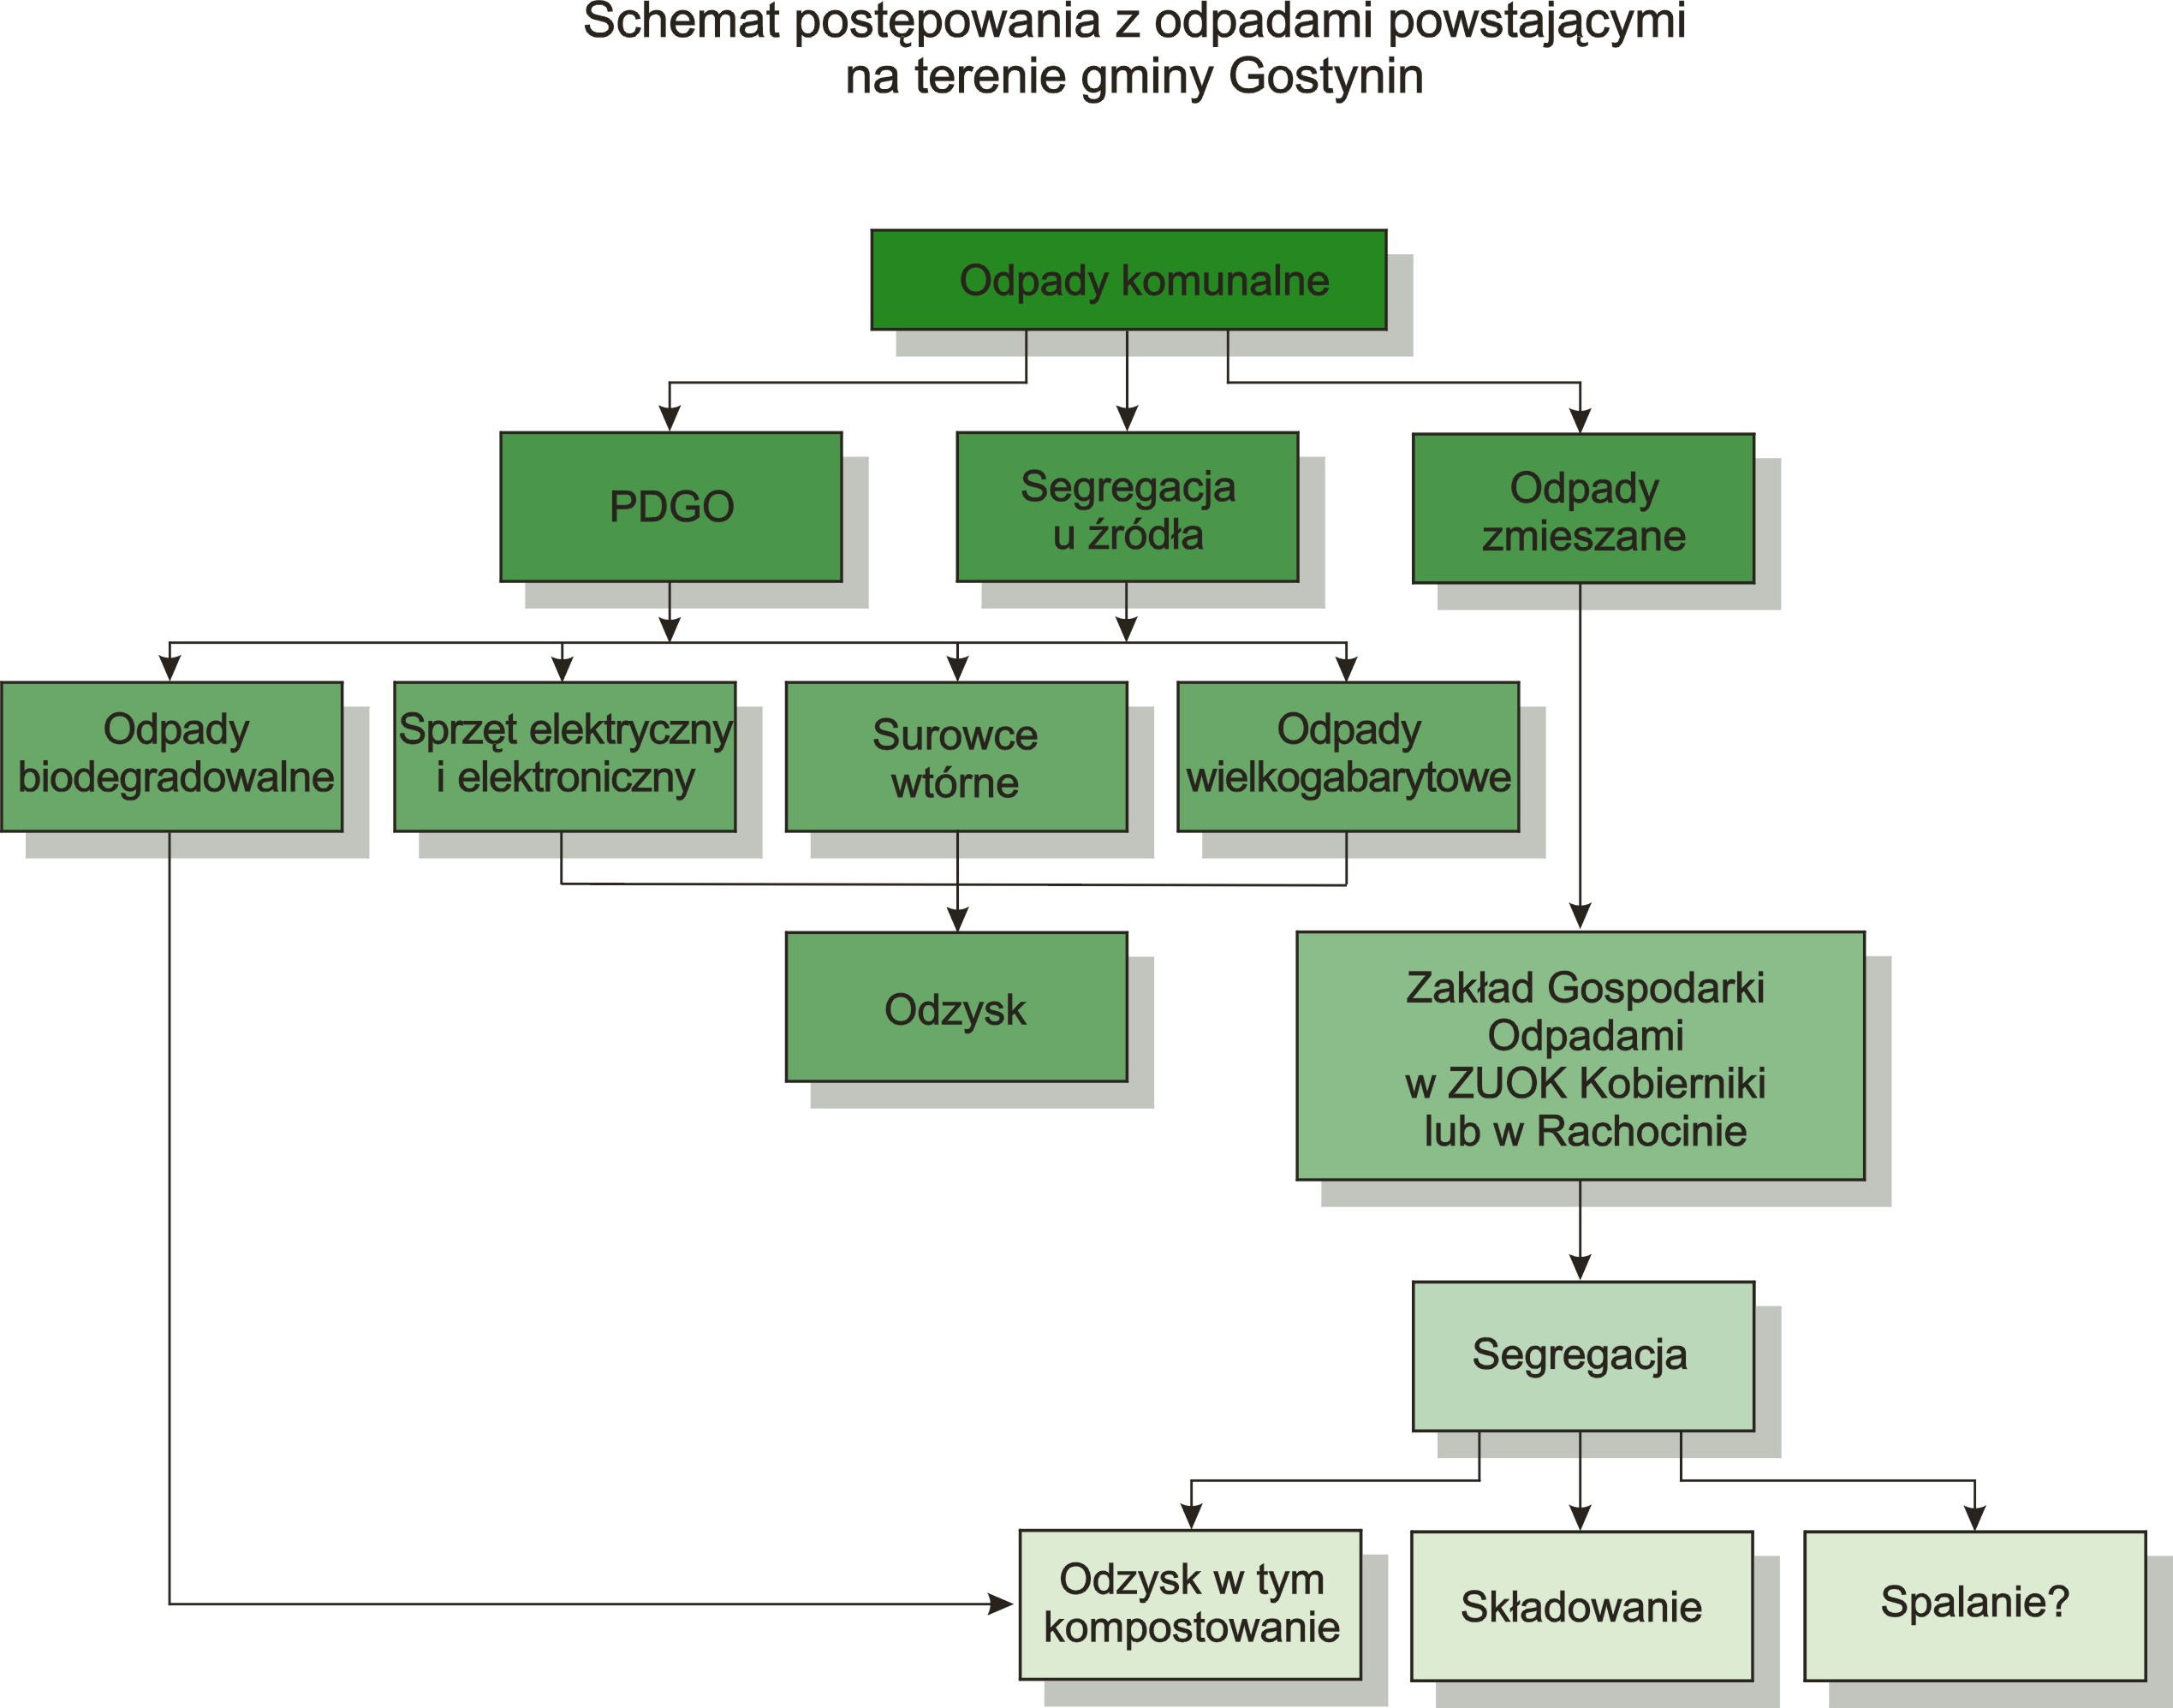 Schemat postępowania z odpadami powstającymi
na terenie gminy Gostynin
Odpady komunalne
PDGO
Segregacja
u źródła
Odpady
zmieszane
Odpady
biodegradowalne
Sprzęt elektryczny
i elektroniczny
Surowce
wtórne
Odpady
wielkogabarytowe
Odzysk
Zakład Gospodarki
Odpadami
w ZUOK Kobierniki
lub w Rachocinie
Segregacja
Odzysk w tym
kompostowanie
Składowanie
Spalanie?